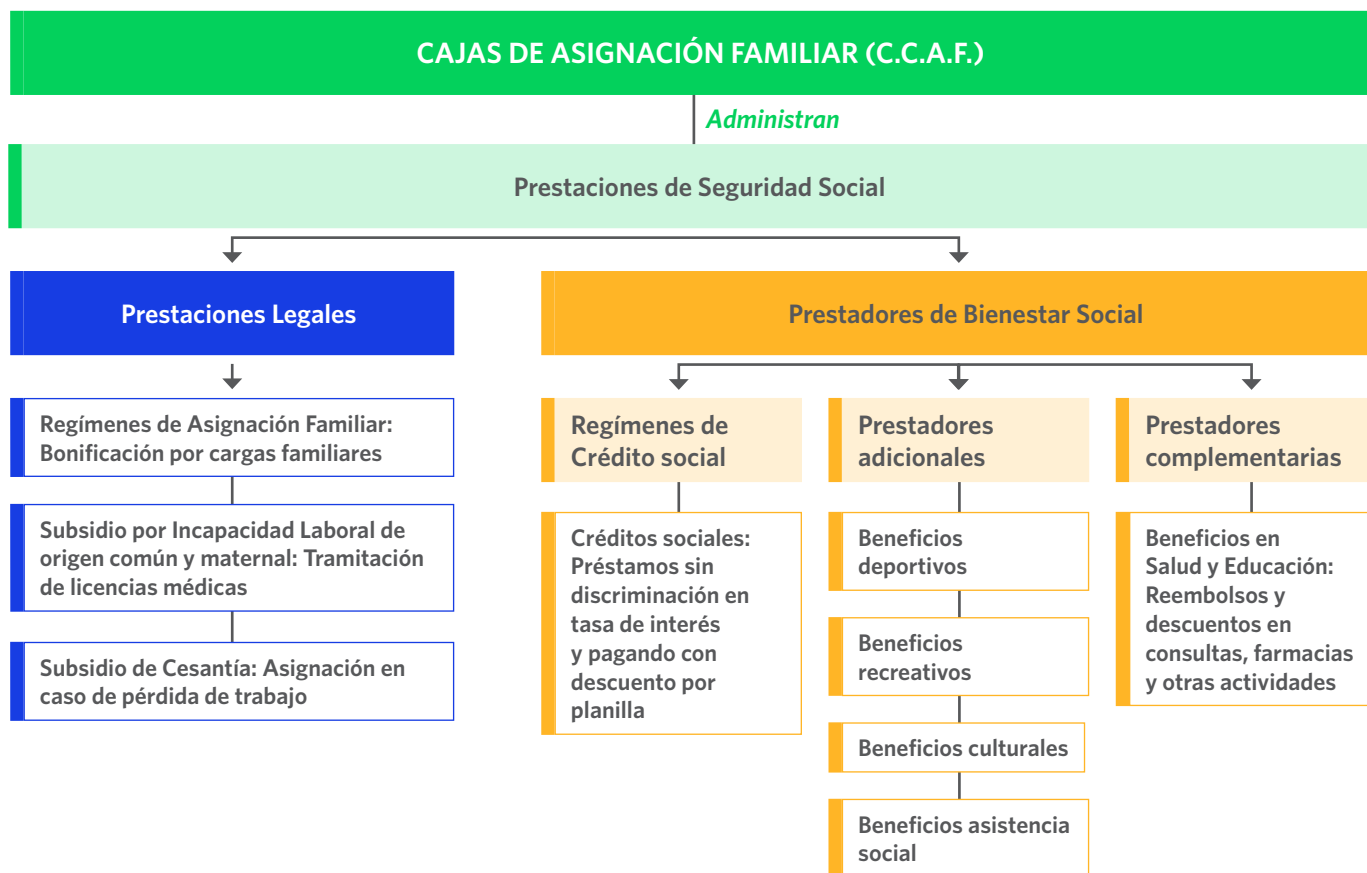 CAJAS DE ASIGNACIÓN FAMILIAR (C.C.A.F.)
Administran
Prestaciones de Seguridad Social
Prestaciones Legales
Regímenes de Asignación Familiar:
Bonificación por cargas familiares
Subsidio por Incapacidad Laboral de
origen común y maternal: Tramitación
de licencias médicas
Subsidio de Cesantía: Asignación en
caso de pérdida de trabajo
Prestadores de Bienestar Social
Regímenes de
Crédito social
Créditos sociales:
Préstamos sin
discriminación en
tasa de interés
y pagando con
descuento por
planilla
Prestadores
adicionales
Beneficios
deportivos
Beneficios
recreativos
Beneficios culturales
Beneficios asistencia
social
Prestadores
complementarias
Beneficios en
Salud y Educación:
Reembolsos y
descuentos en
consultas, farmacias
y otras actividades